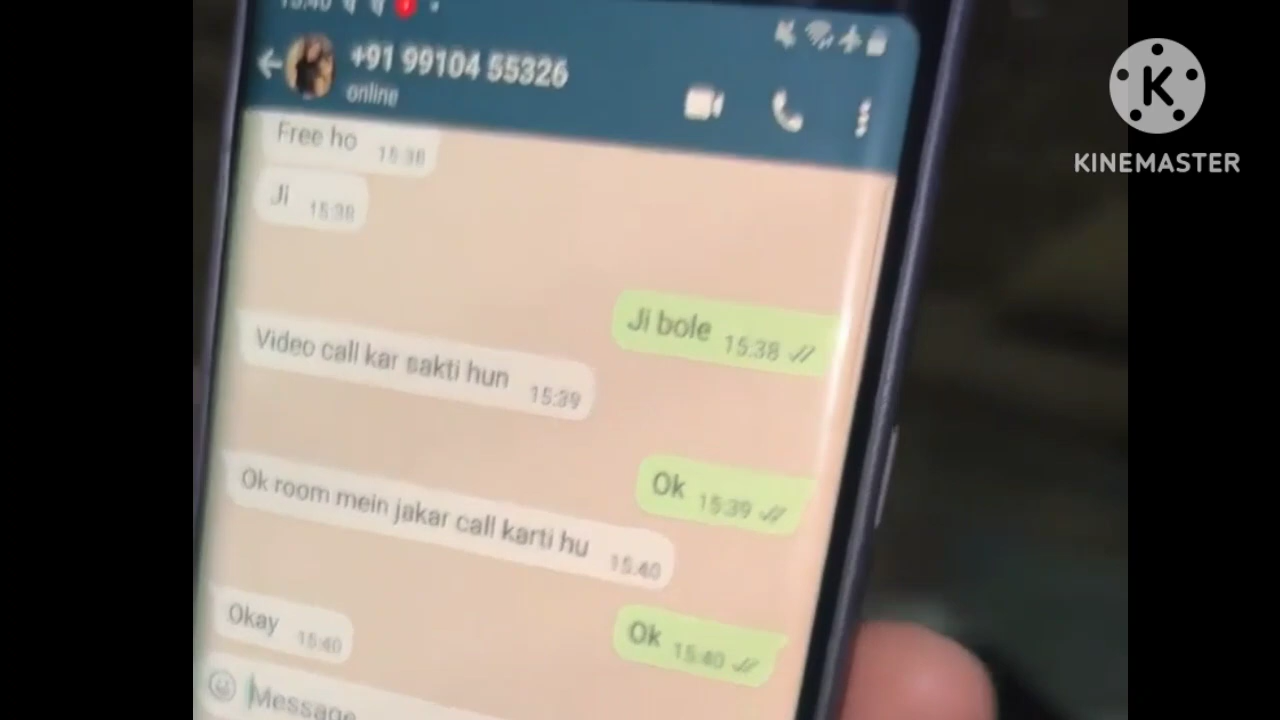 15:40
+91 99104 55326
online
KINEMASTER
Free ho 15:38
Ji 15:38
Ji bole 15:38
Video call kar sakti hun 15:39
Ok 15:39
Ok room mein jakar call karti hu 15:40
Okay 15:40
Ok 15:40
Message